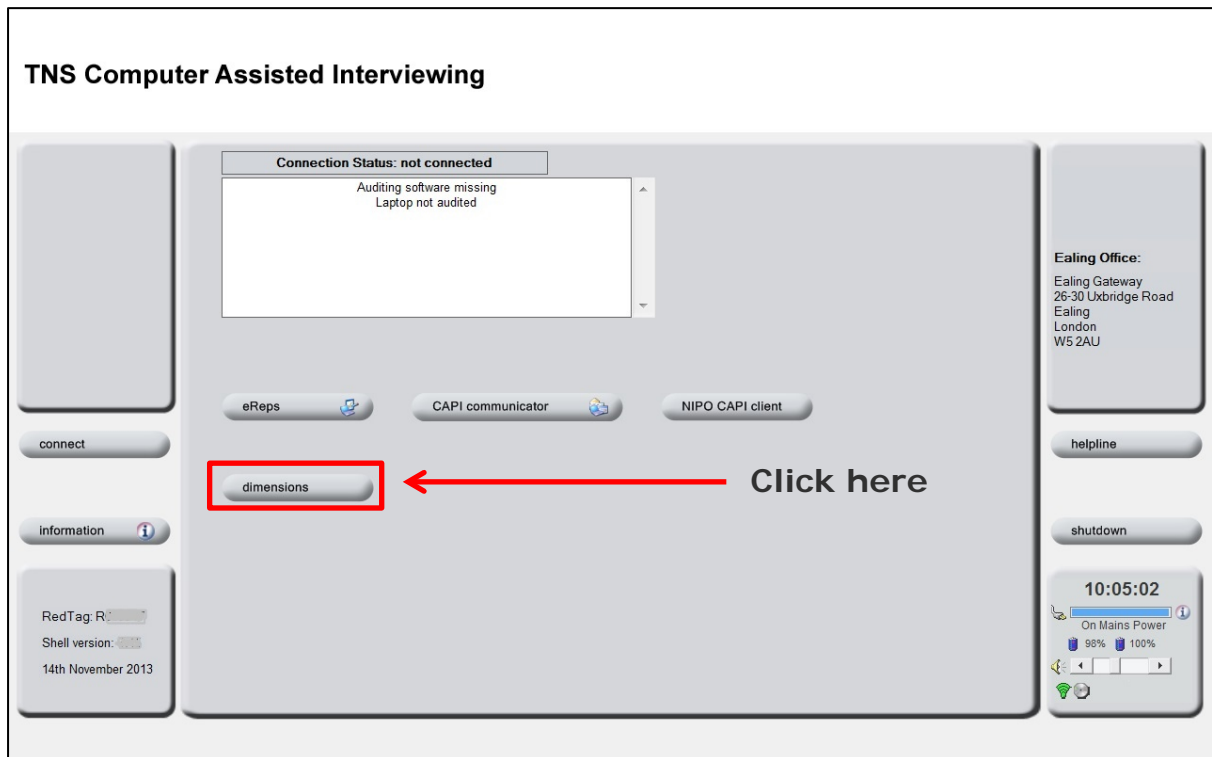 TNS Computer Assisted Interviewing
Connection Status: not connected
Auditing software missing
Laptop not audited
Ealing Office:
Ealing Gateway
26-30 Uxbridge Road
Ealing
London
W5 2AU
eReps
CAPI communicator
NIPO CAPI client
connect
helpline
dimensions
Click here
information
shutdown
RedTag: R
Shell version:
14th November 2013
10:05:02
On Mains Power
98% 100%